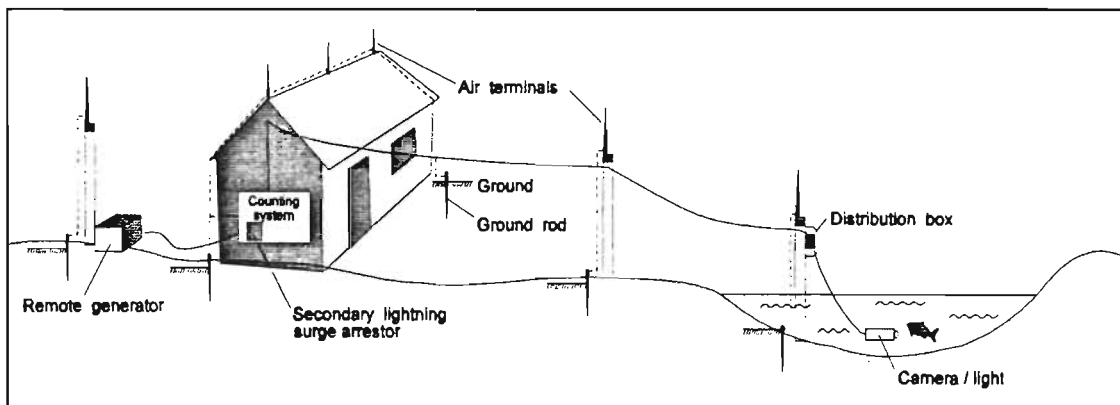 Air terminals
Counting
system
Ground
Ground rod
Distribution box
Remote generator
Secondary lightning
surge arrestor
Camera / light